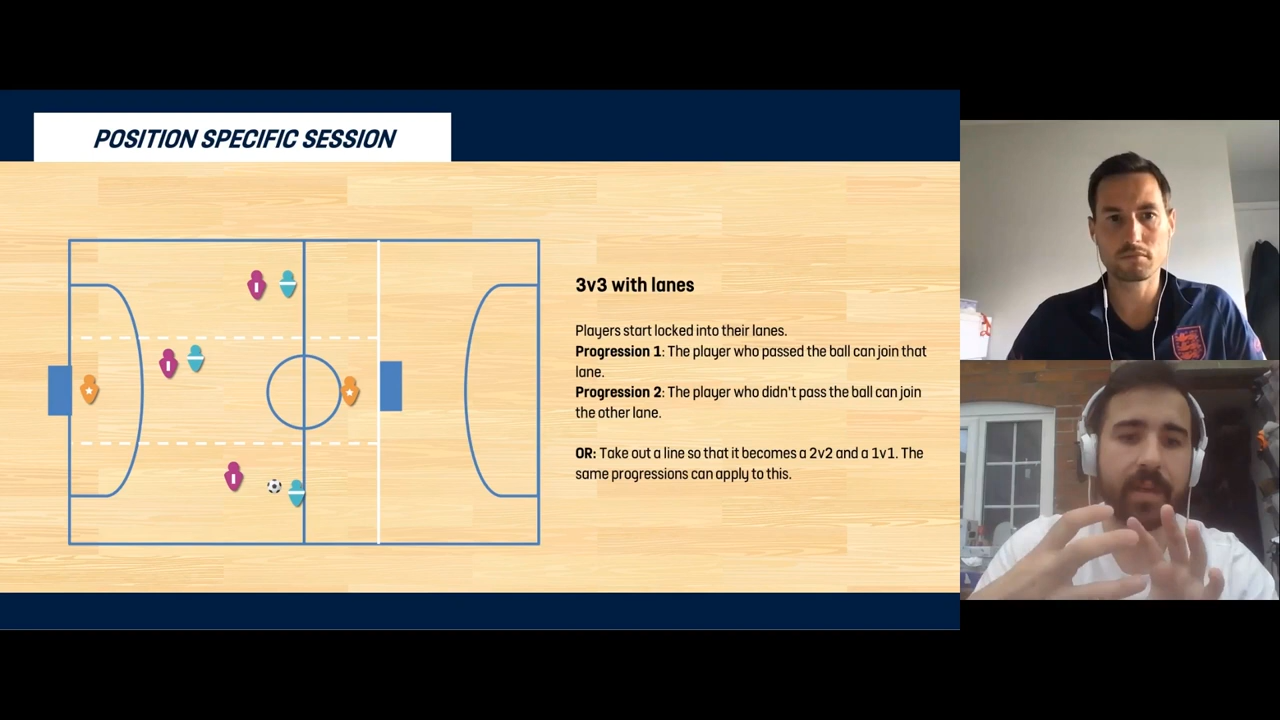 POSITION SPECIFIC SESSION
3v3 with lanes
Players start locked into their lanes.
Progression 1: The player who passed the ball can join that
lane.
Progression 2: The player who didn't pass the ball can join
the other lane.
OR: Take out a line so that it becomes a 2v2 and a 1v1. The
same progressions can apply to this.